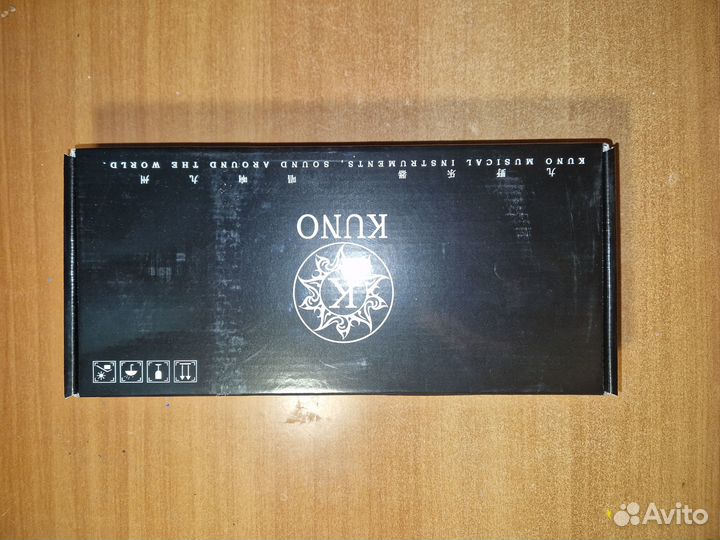 K
KUNO
九野乐器 唱响九州
KUNO MUSICAL INSTRUMENTS, SOUND AROUND THE WORLD.
Avito